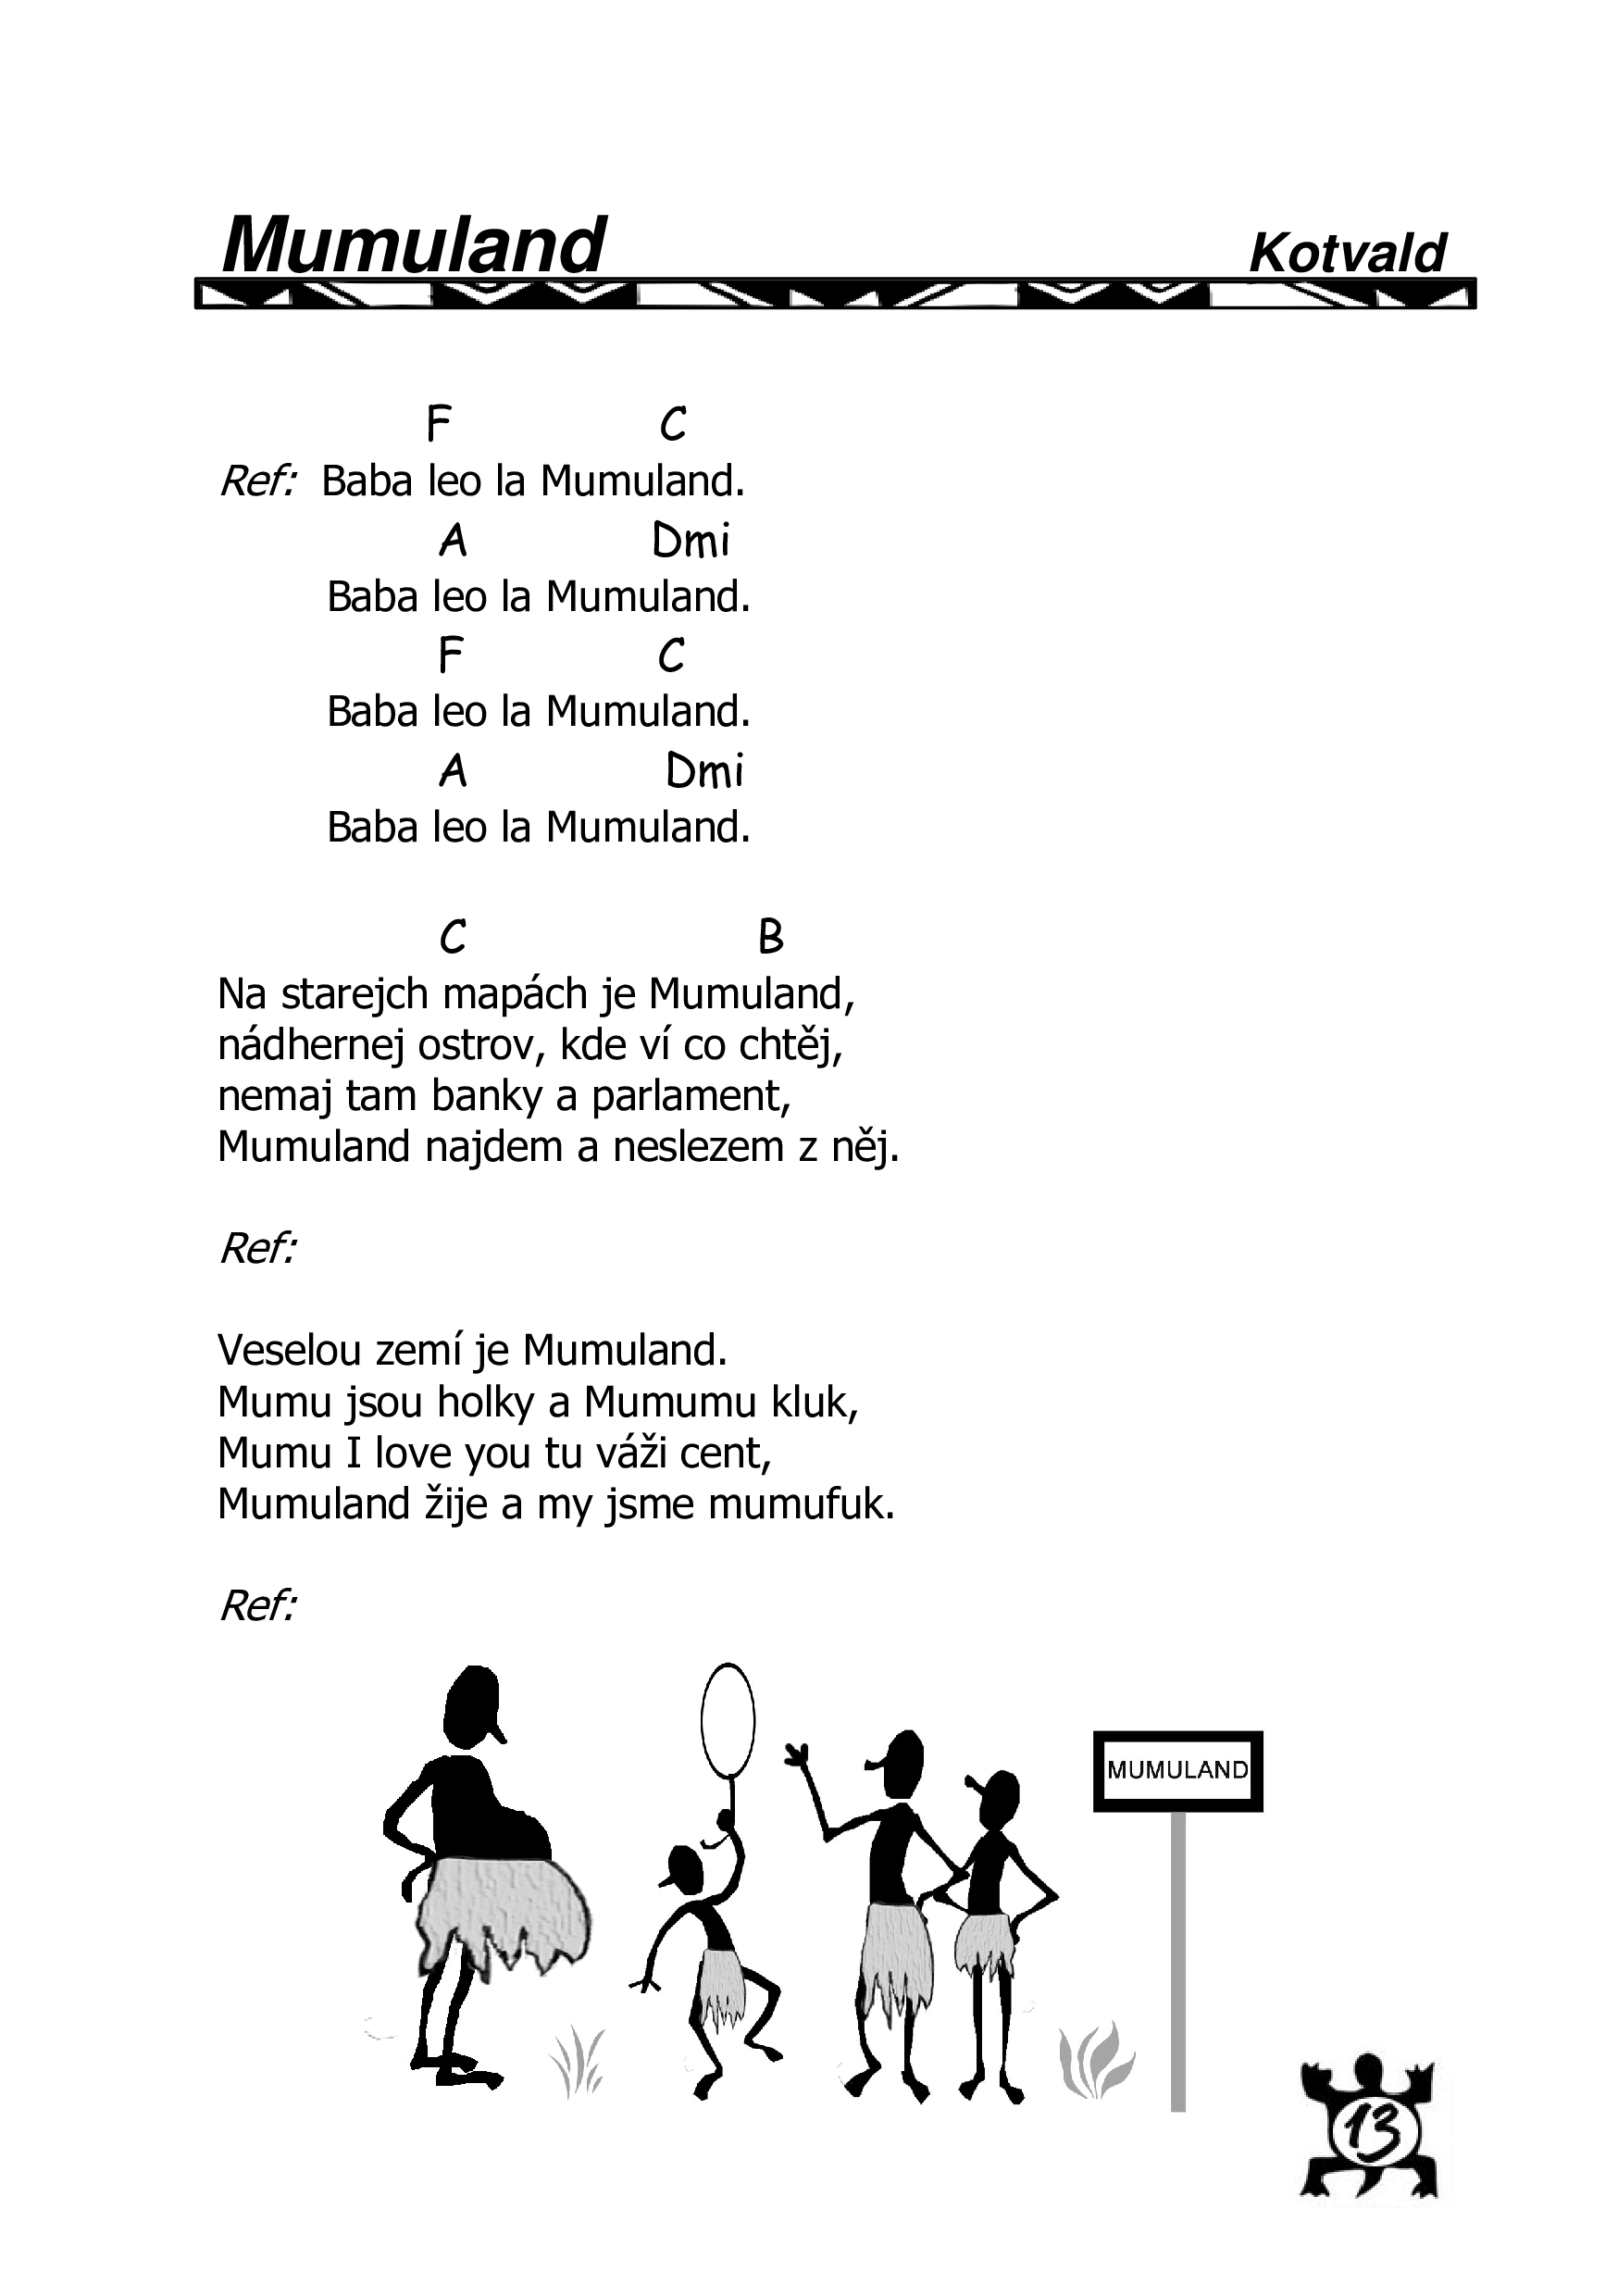 Mumuland Kotvald
F C
Ref: Baba leo la Mumuland.
A Dmi
Baba leo la Mumuland.
F C
Baba leo la Mumuland.
A Dmi
Baba leo la Mumuland.
C B
Na starejch mapách je Mumuland,
nádhernej ostrov, kde ví co chtěj,
nemaj tam banky a parlament,
Mumuland najdem a neslezem z něj.
Ref:
Veselou zemí je Mumuland.
Mumu jsou holky a Mumumu kluk,
Mumu I love you tu váži cent,
Mumuland žije a my jsme mumufuk.
Ref:
MUMULAND
13